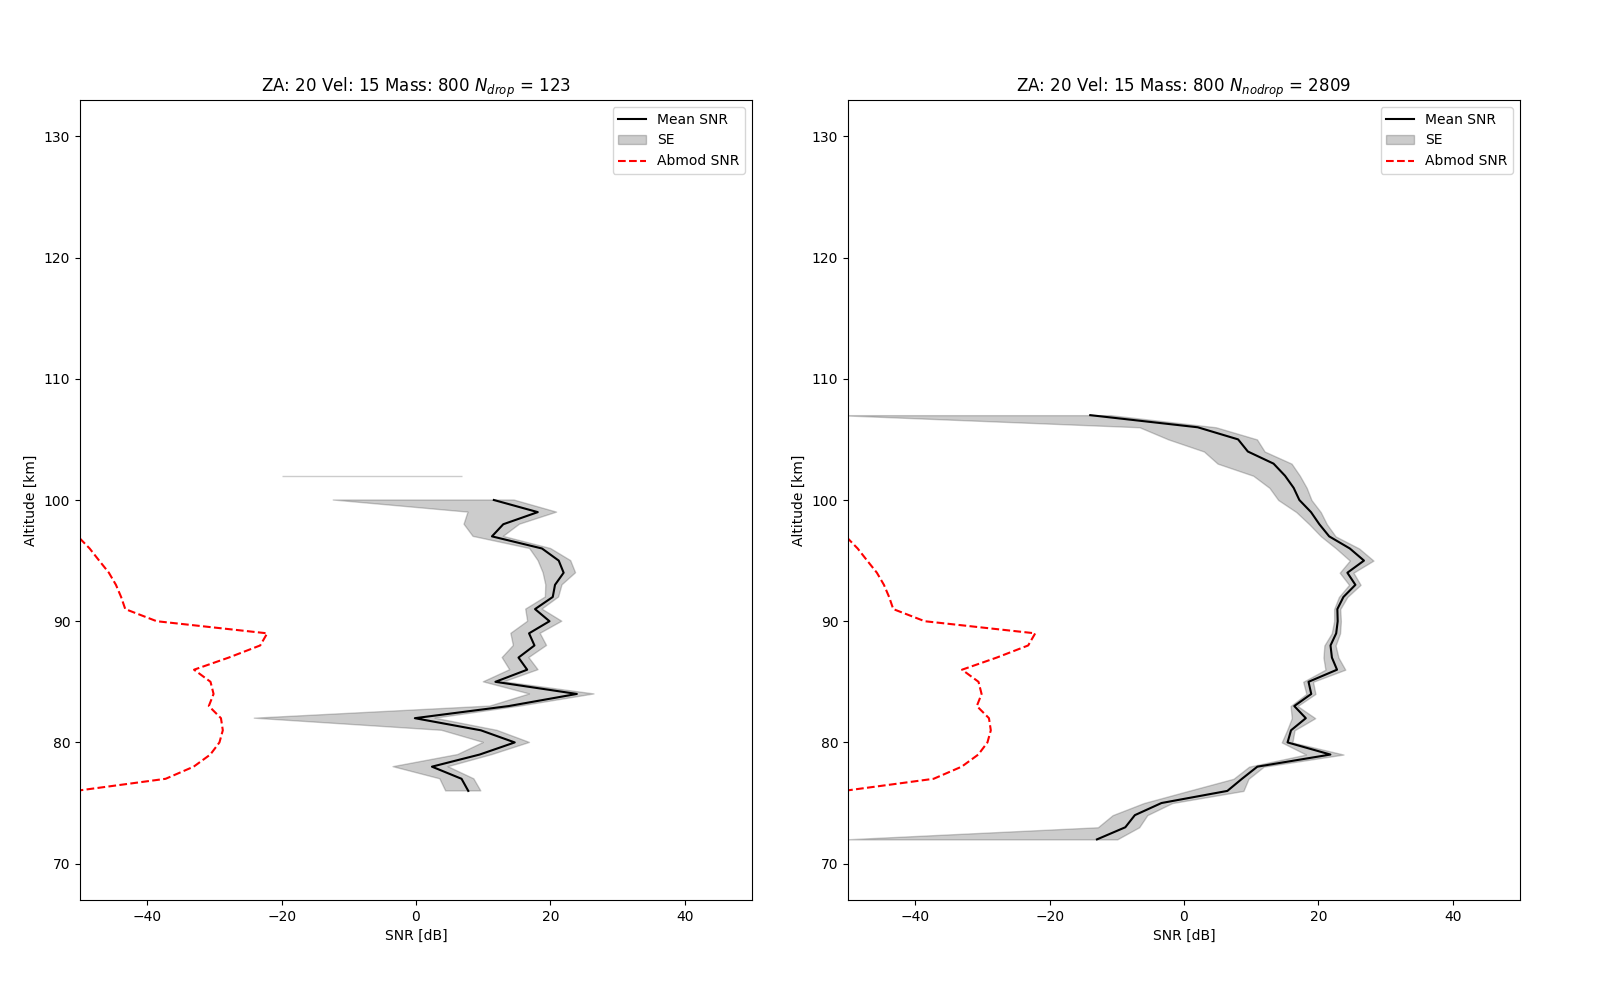 ZA: 20 Vel: 15 Mass: 800 N_drop = 123
Mean SNR
SE
Abmod SNR
130
120
110
100
90
80
70
Altitude [km]
−40 −20 0 20 40
SNR [dB]
ZA: 20 Vel: 15 Mass: 800 N_nodrop = 2809
Mean SNR
SE
Abmod SNR
130
120
110
100
90
80
70
Altitude [km]
−40 −20 0 20 40
SNR [dB]